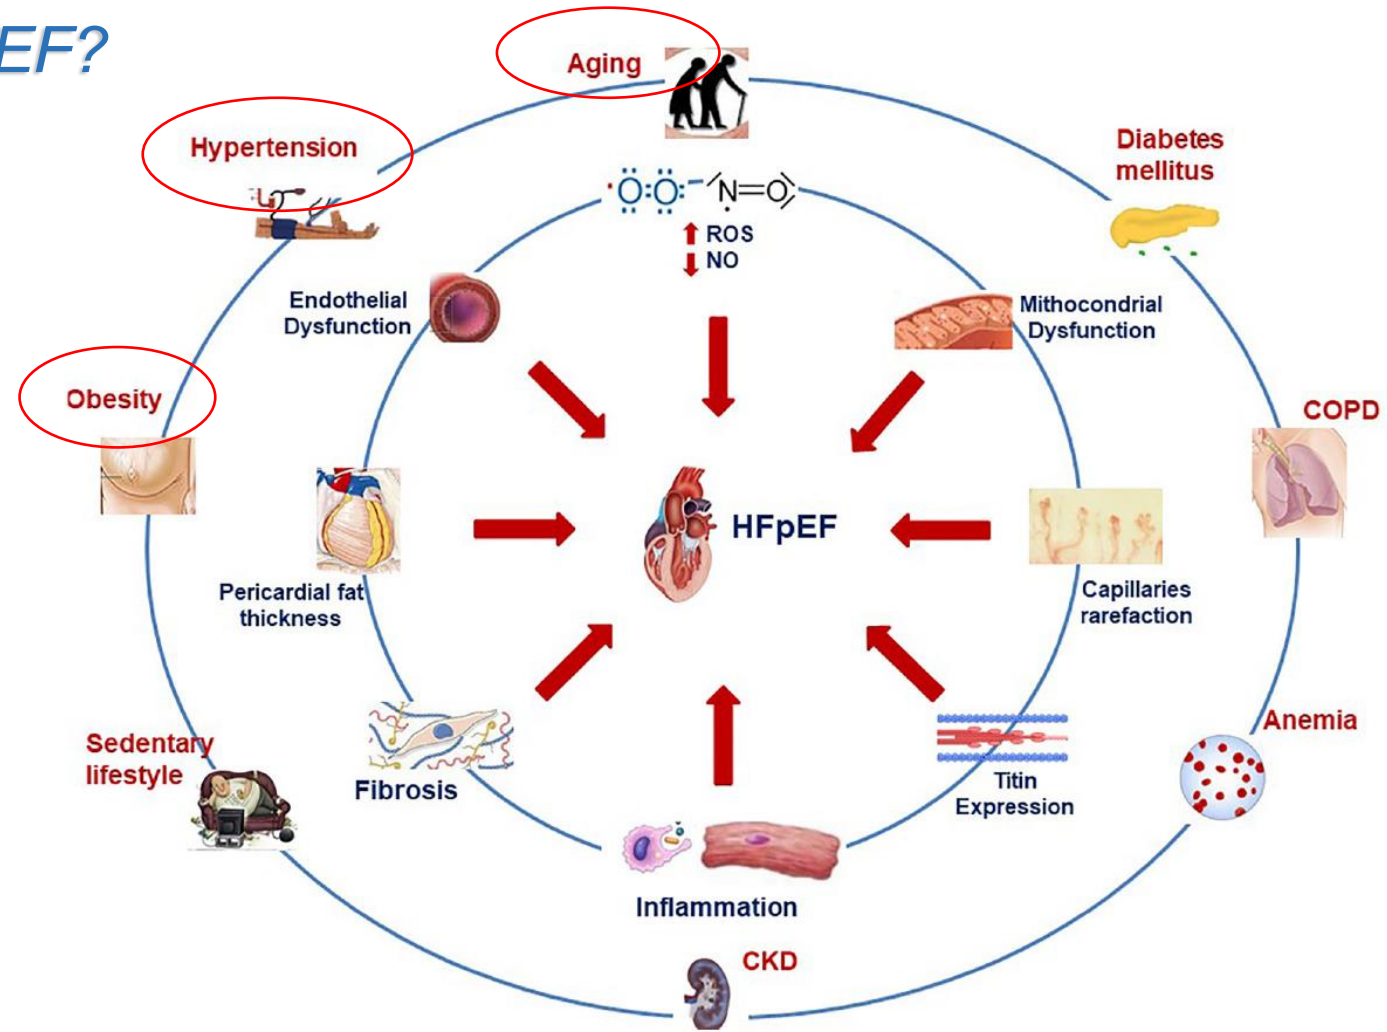 EF?
Aging
Hypertension
Diabetes
mellitus
·O:O: N=O
ROS
NO
Endothelial
Dysfunction
Mithocondrial
Dysfunction
Obesity
COPD
HFpEF
Pericardial fat
thickness
Capillaries
rarefaction
Sedentary
lifestyle
Fibrosis
Anemia
Titin
Expression
Inflammation
CKD